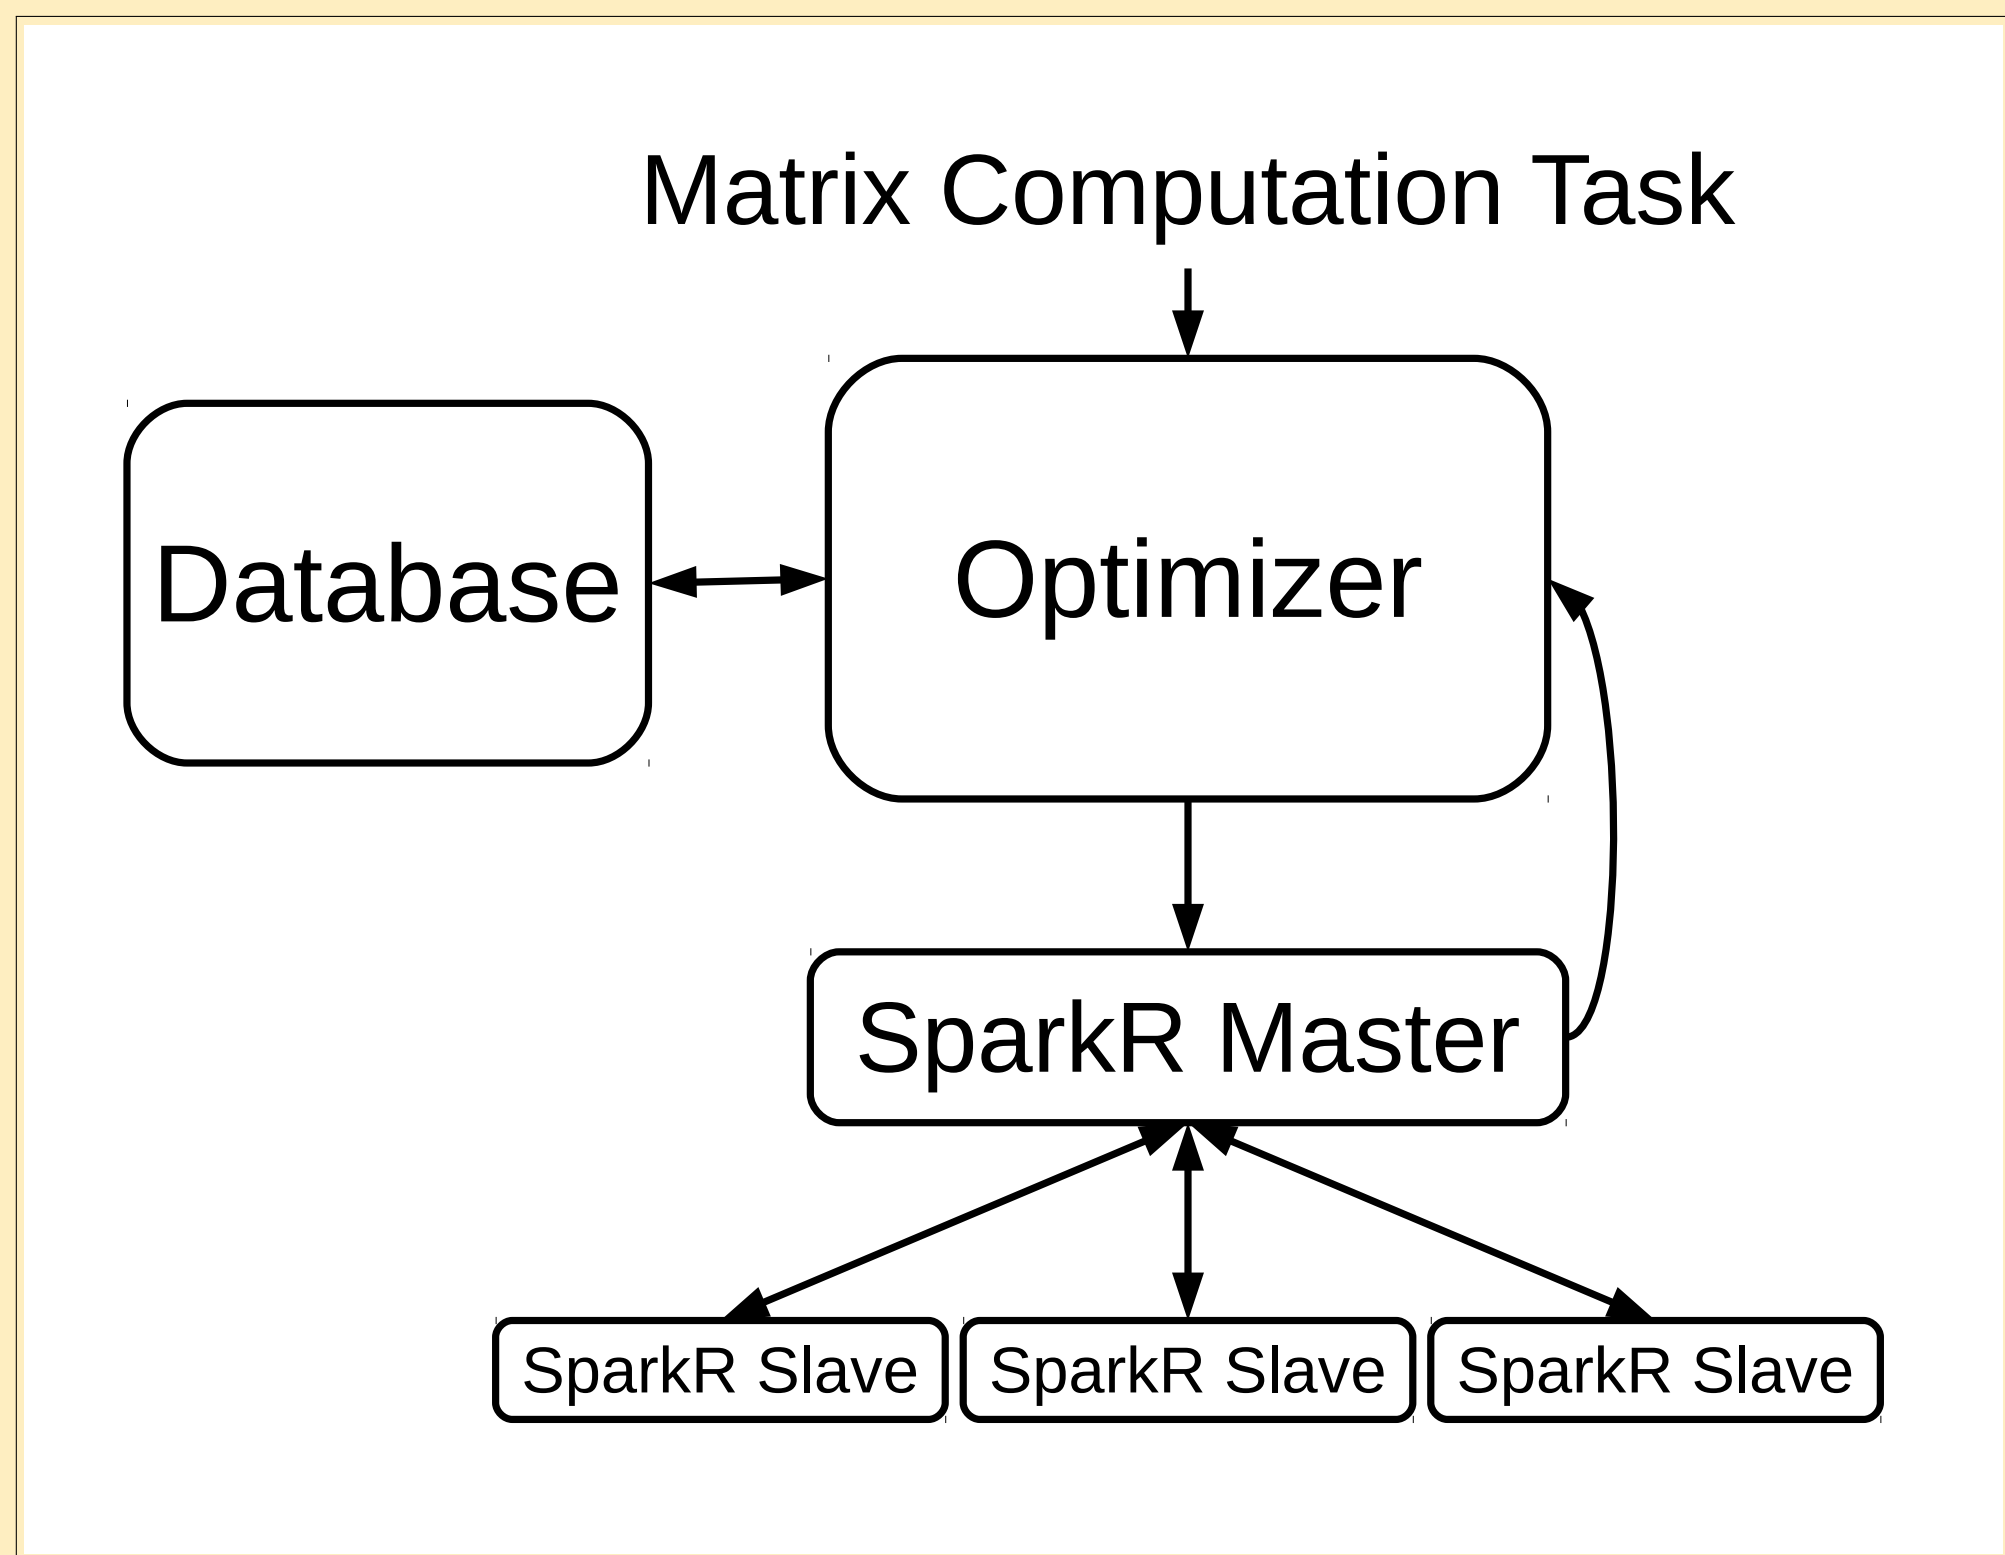 Matrix Computation Task
Database
Optimizer
SparkR Master
SparkR Slave
SparkR Slave
SparkR Slave